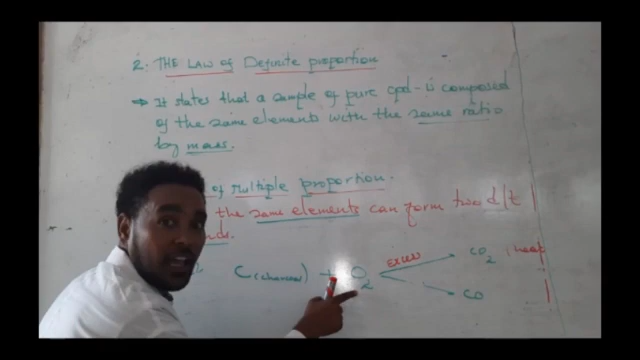 2. THE LAW of Definite proportion
⇒ It states that a sample of pure cpd- is composed
of the same elements with the same ratio
by mass.
of Multiple proportion.
the same elements can form two d/t
C (charcoal) + O2 excess CO2
CO